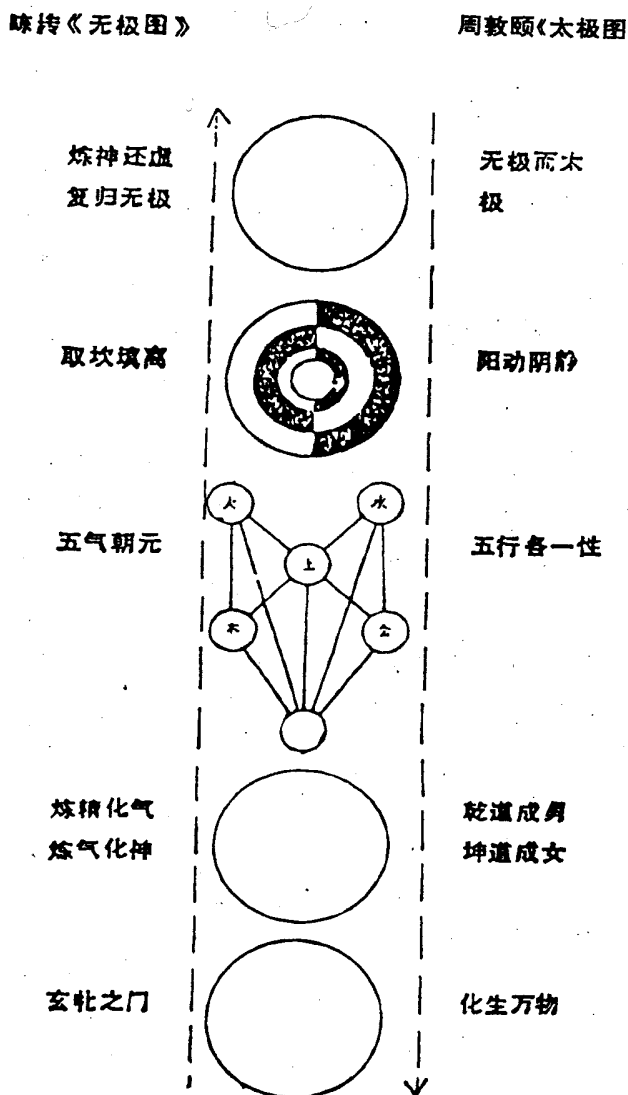 陈抟《无极图》
周敦颐《太极图
炼神还虚
复归无极
无极而太
极
取坎填离
阳动阴静
火
水
土
木
金
五气朝元
五行各一性
炼精化气
炼气化神
乾道成男
坤道成女
玄牝之门
化生万物